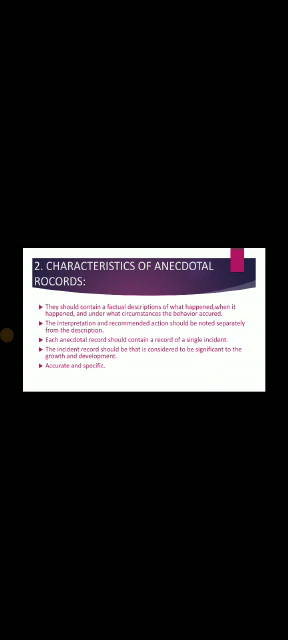 2. CHARACTERISTICS OF ANECDOTAL
ROCORDS:
They should contain a factual descriptions of what happened,when it
happened, and under what circumstances the behavior accured.
The interpretation and recommended action should be noted separately
from the description.
Each anecdotal record should contain a record of a single incident.
The incident record should be that is considered to be significant to the
growth and development.
Accurate and specific.